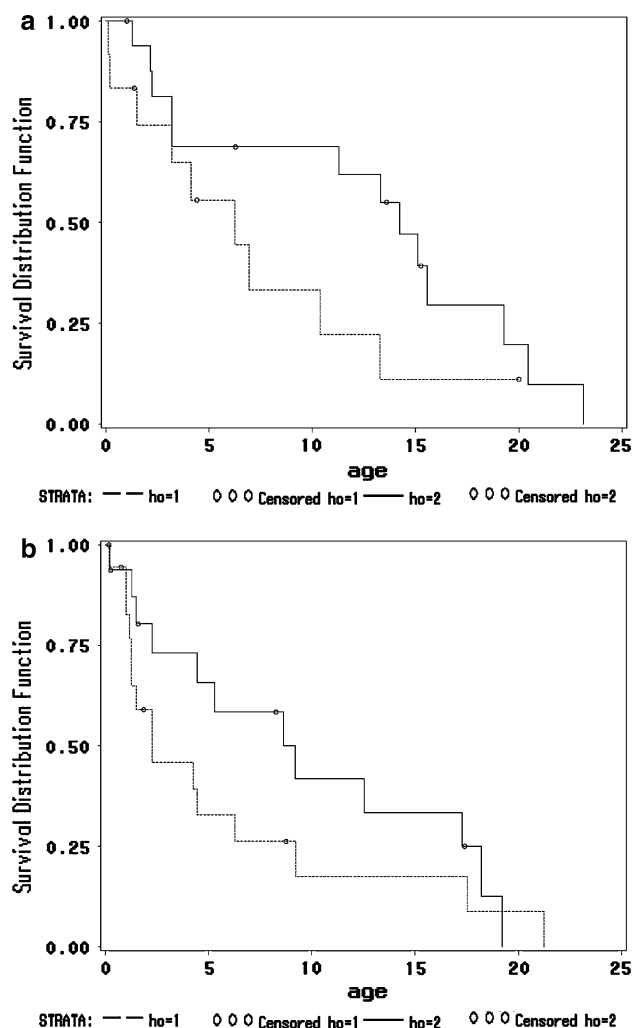 a
1.00
0.75
0.50
0.25
0.00
Survival Distribution Function
0 5 10 15 20 25
age
STRATA: ho=1 Censored ho=1 ho=2 Censored ho=2
b
1.00
0.75
0.50
0.25
0.00
Survival Distribution Function
0 5 10 15 20 25
age
STRATA: ho=1 Censored ho=1 ho=2 Censored ho=2